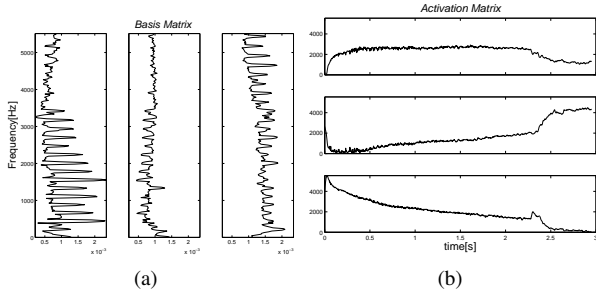 Basis Matrix
Activation Matrix
Frequency[Hz]
5000
4000
3000
2000
1000
0
0.5 1 1.5 2
x 10⁻³
0.5 1 1.5 2
x 10⁻³
0.5 1 1.5 2
x 10⁻³
4000
2000
0
4000
2000
0
4000
2000
0
0 0.5 1 1.5 2 2.5 3
time[s]
(a)
(b)